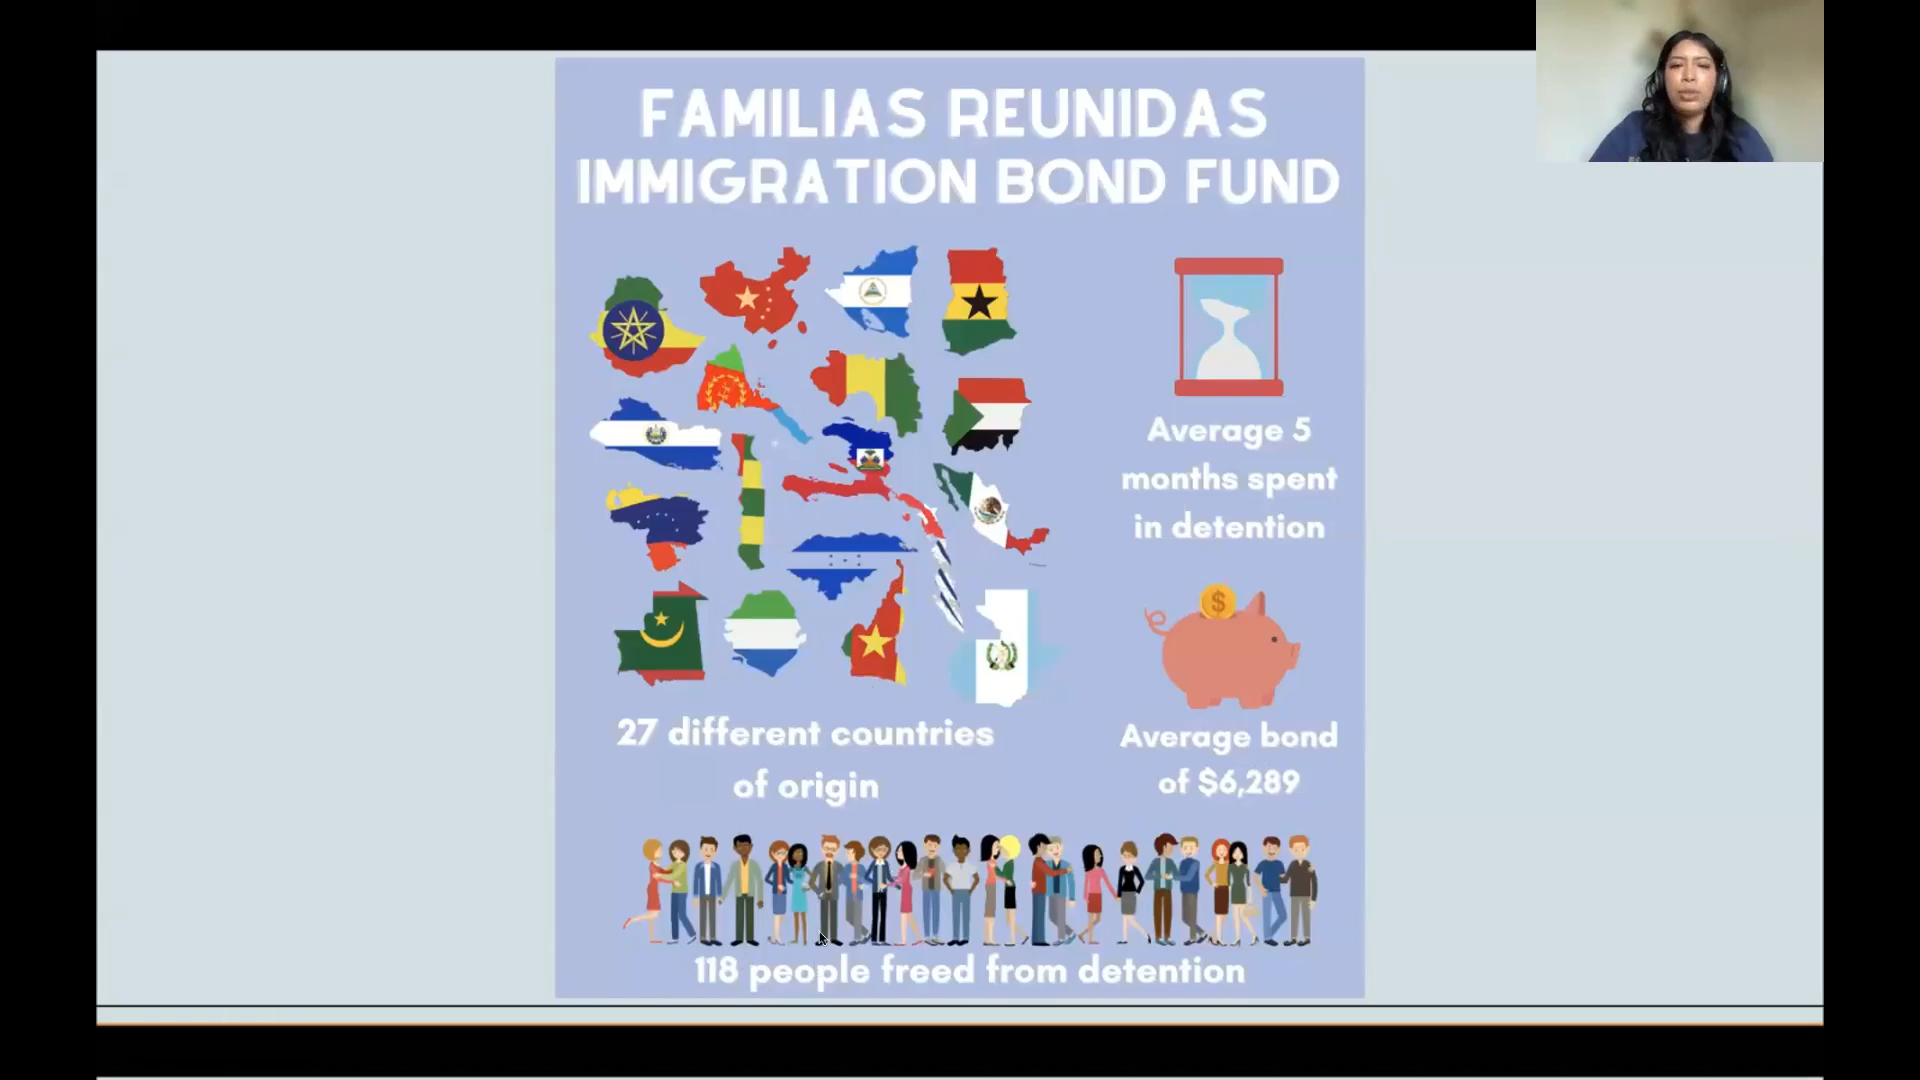 FAMILIAS REUNIDAS
IMMIGRATION BOND FUND
Average 5
months spent
in detention
$
27 different countries
of origin
Average bond
of $6,289
118 people freed from detention